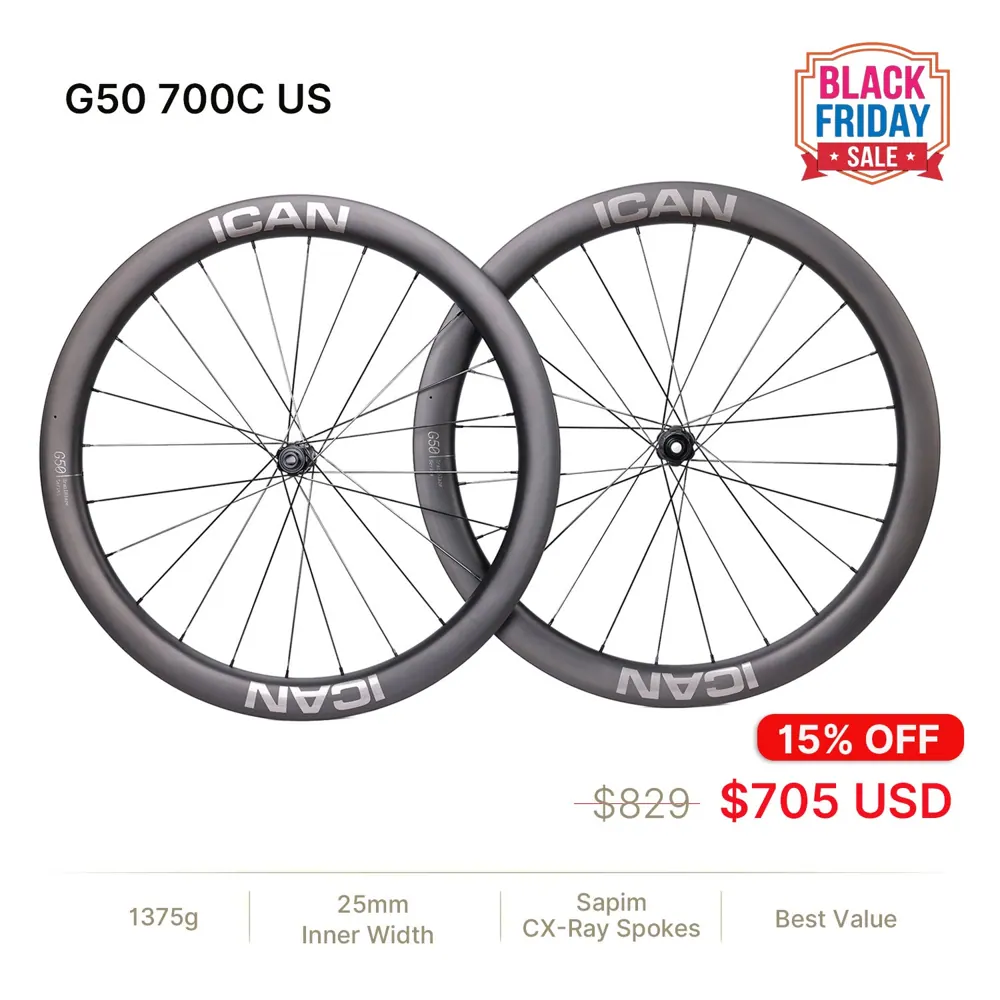 G50 700C US
BLACK
FRIDAY
SALE
ICAN
ICAN
G50
G50
ICAN
ICAN
15% OFF
$829 $705 USD
1375g
25mm
Inner Width
Sapim
CX-Ray Spokes
Best Value